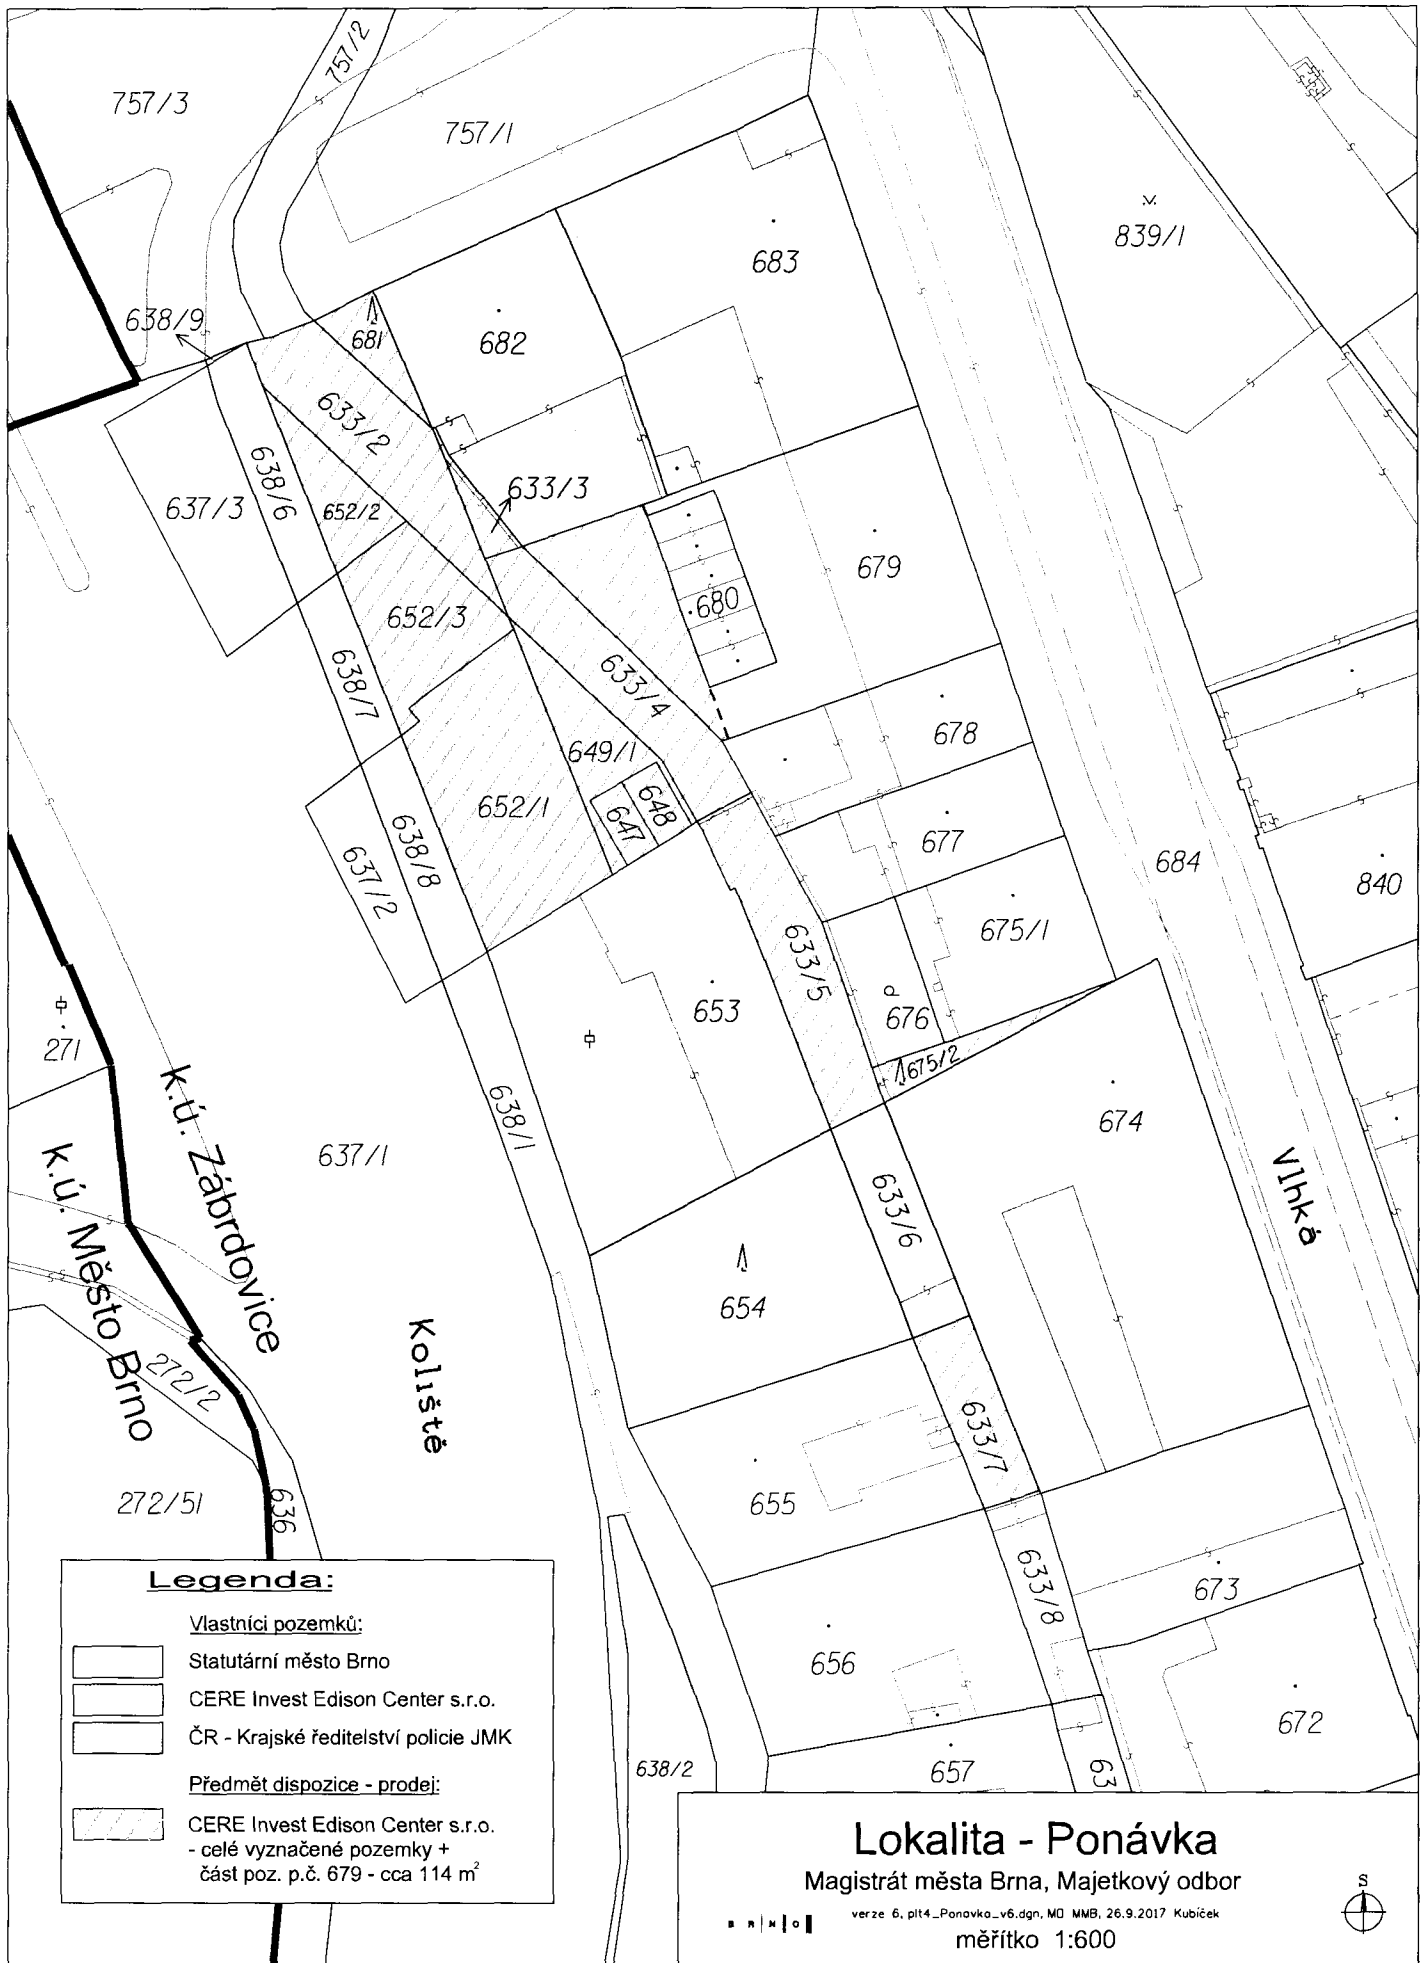 757/2
757/3
757/1
683
839/1
638/9
681
682
633/2
638/6
637/3
652/2
633/3
679
680
652/3
638/7
633/4
678
649/1
652/1
648
647
677
638/8
637/2
684
840
675/1
633/5
653
676
271
675/2
638/1
674
k.ú. Zábrdovice
k.ú. Město Brno
637/1
Vlhká
633/6
654
Koliště
272/2
633/7
655
272/51
636
633/8
673
656
672
638/2
657
63
Legenda:
Vlastníci pozemků:
Statutární město Brno
CERE Invest Edison Center s.r.o.
ČR - Krajské ředitelství policie JMK
Předmět dispozice - prodej:
CERE Invest Edison Center s.r.o.
- celé vyznačené pozemky +
část poz. p.č. 679 - cca 114 m²
Lokalita - Ponávka
Magistrát města Brna, Majetkový odbor
verze 6, plt4_Ponavka_v6.dgn, MO MMB, 26.9.2017 Kubíček
měřítko 1:600
B R N O
S